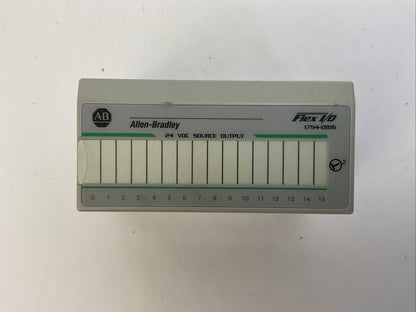 AB
Allen-Bradley
Flex I/O
1794-OB16
24 VDC SOURCE OUTPUT
2
0 1 2 3 4 5 6 7 8 9 10 11 12 13 14 15